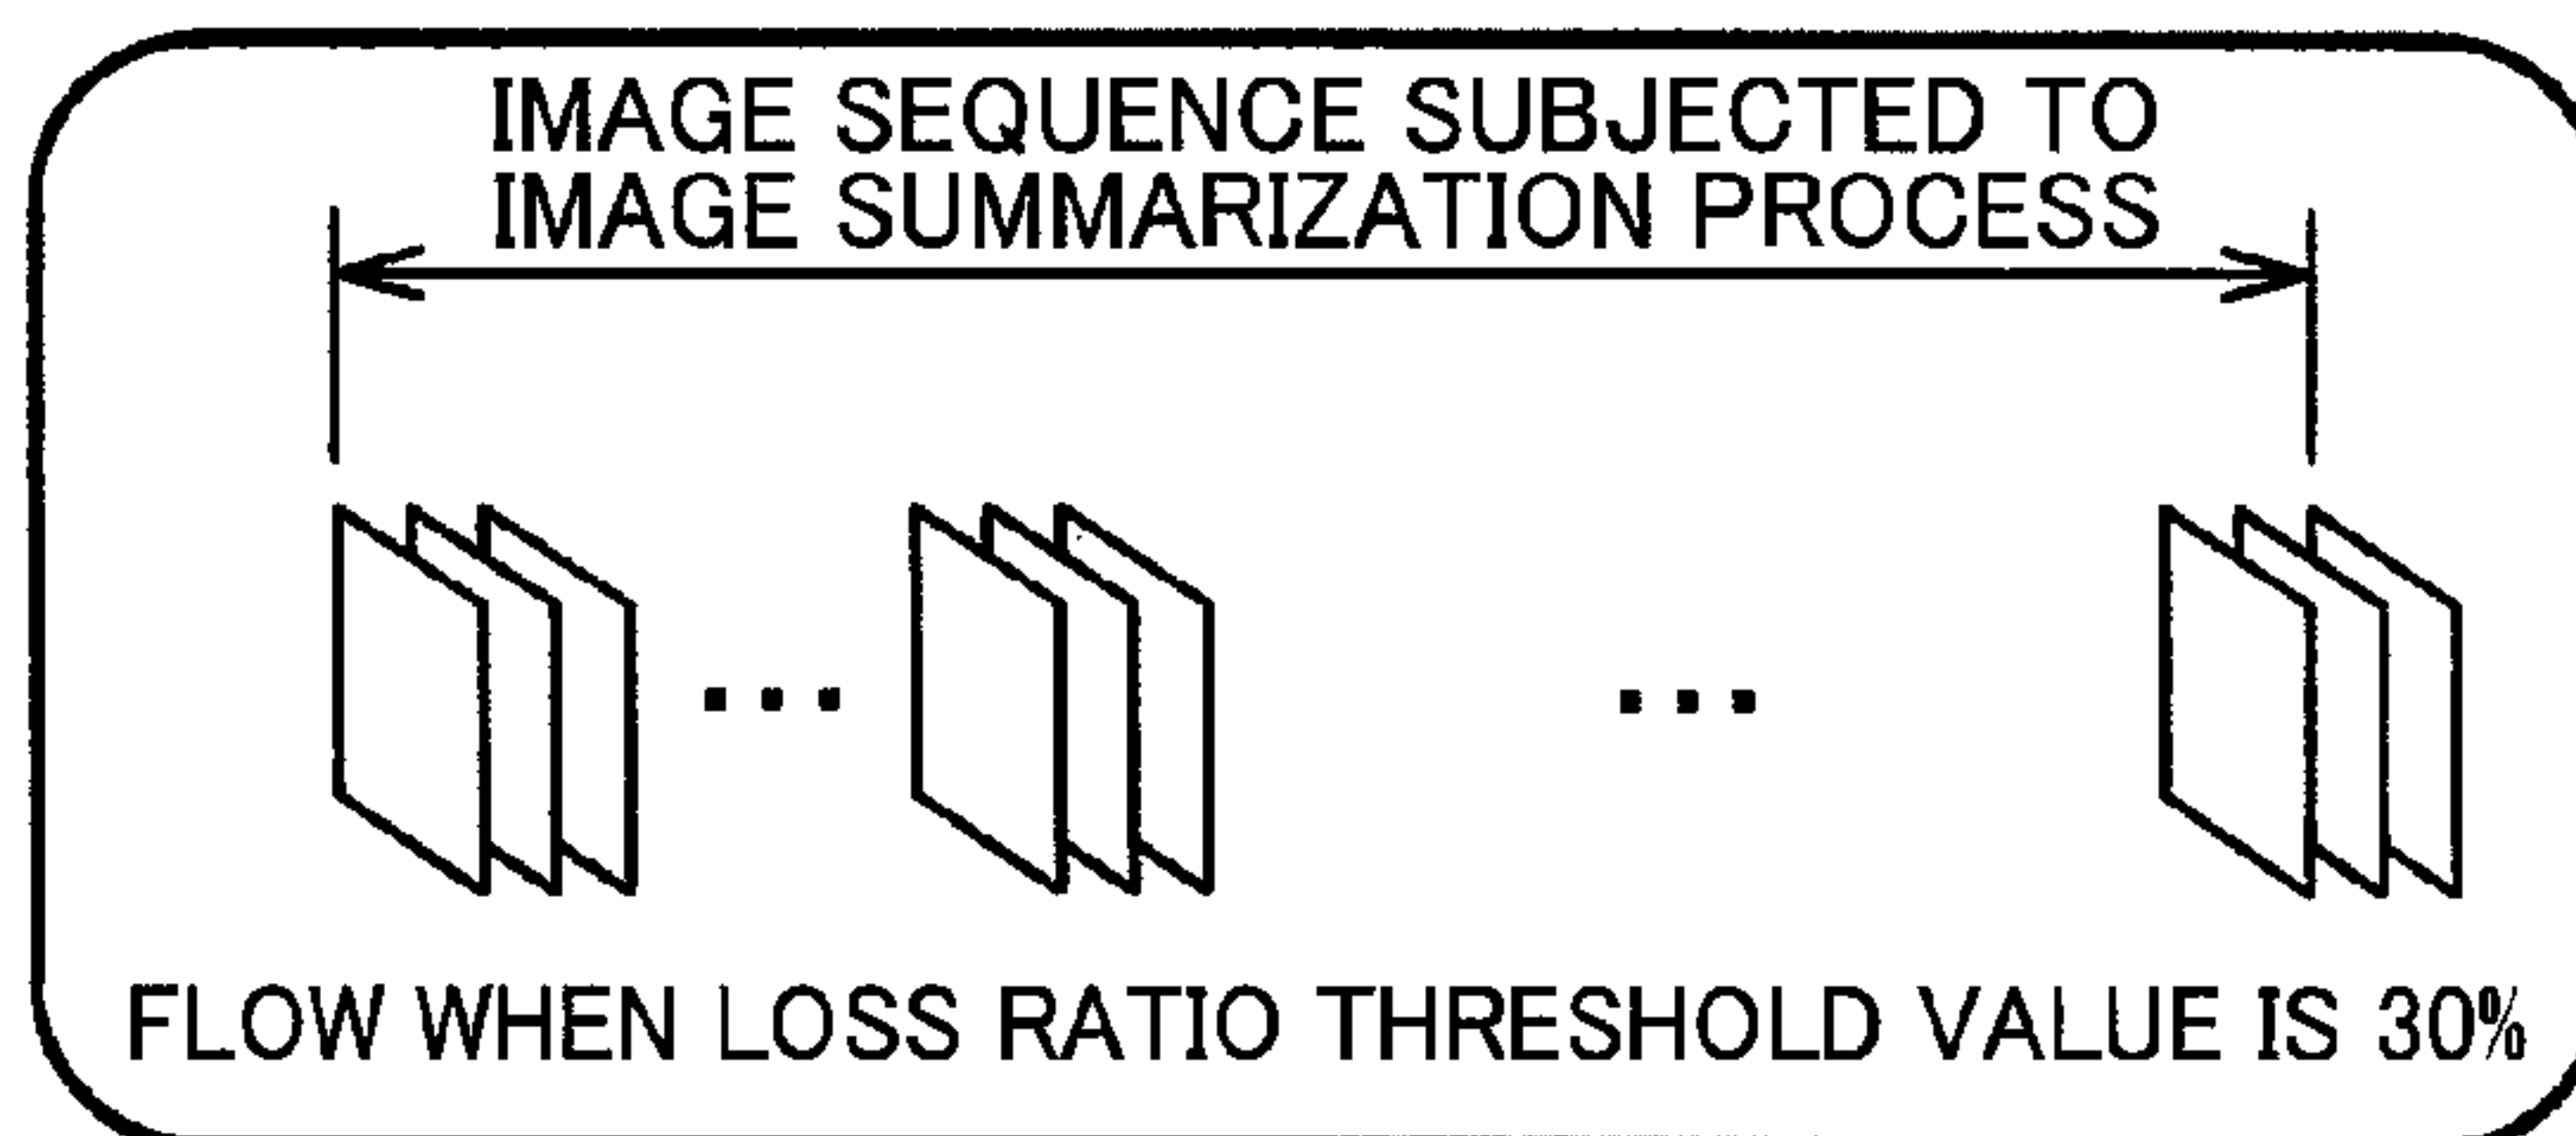 IMAGE SEQUENCE SUBJECTED TO
IMAGE SUMMARIZATION PROCESS
... ...
FLOW WHEN LOSS RATIO THRESHOLD VALUE IS 30%